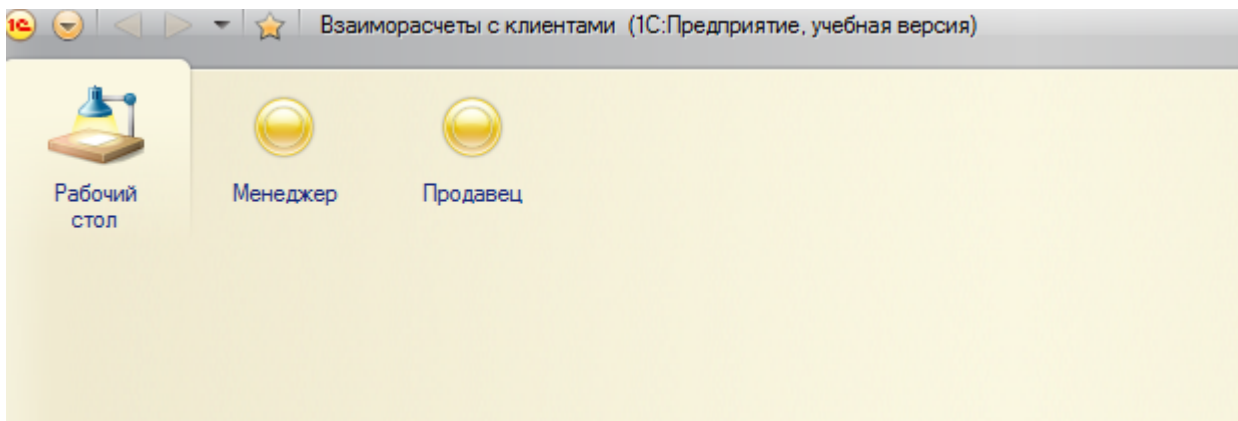 1С Взаиморасчеты с клиентами (1С:Предприятие, учебная версия)
Рабочий стол
Менеджер
Продавец